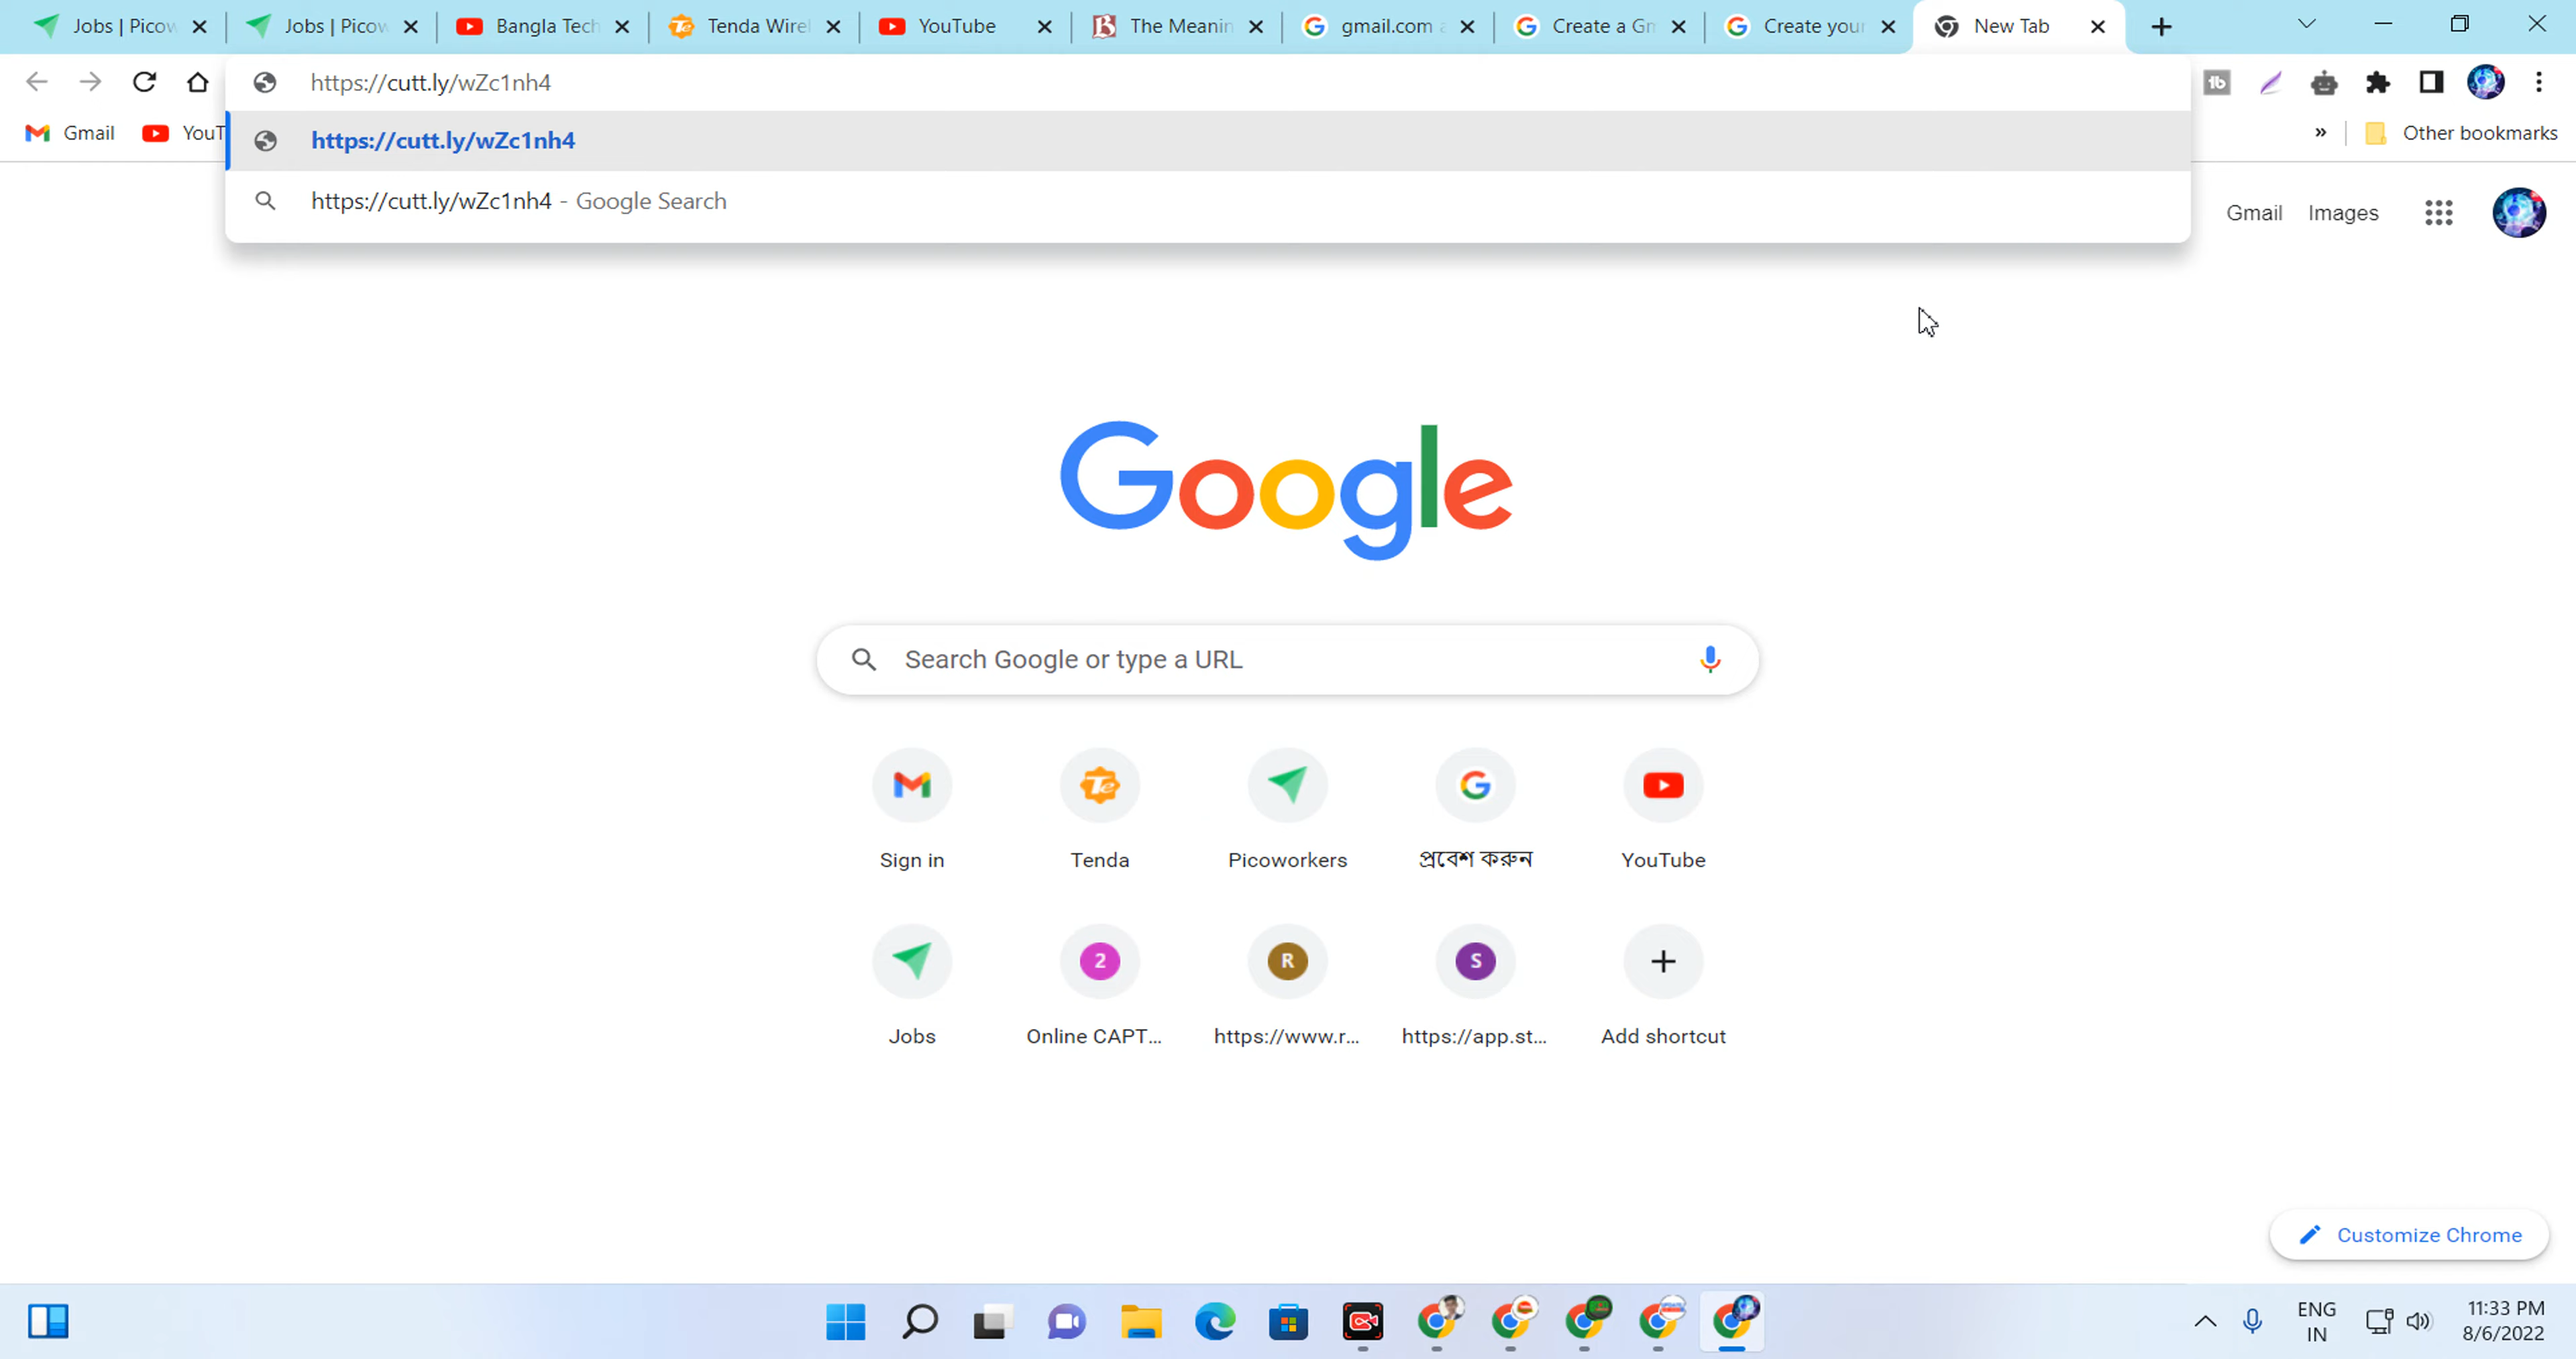 Jobs | Picow
Jobs | Picow
Bangla Tech
Tenda Wirel
YouTube
The Meanin
gmail.com a
Create a Gm
Create your
New Tab
https://cutt.ly/wZc1nh4
Gmail
YouT
https://cutt.ly/wZc1nh4
»
Other bookmarks
https://cutt.ly/wZc1nh4 - Google Search
Gmail
Images
Google
Search Google or type a URL
Sign in
Tenda
Picoworkers
প্রবেশ করুন
YouTube
2
R
S
Jobs
Online CAPT...
https://www.r...
https://app.st...
Add shortcut
Customize Chrome
ENG
IN
11:33 PM
8/6/2022